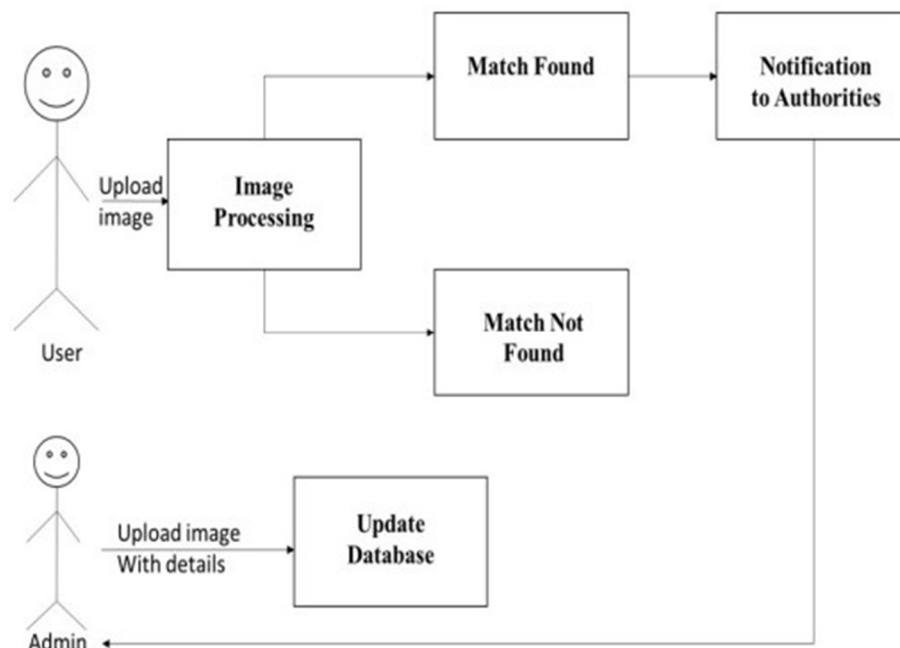 Match Found
Notification
to Authorities
Upload
image
Image
Processing
Match Not
Found
User
Upload image
With details
Update
Database
Admin